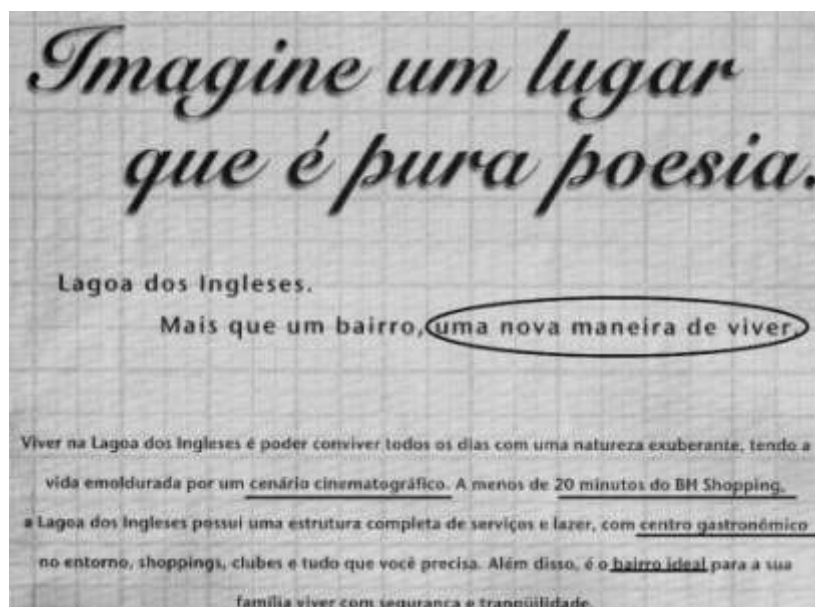 Imagine um lugar
que é pura poesia.
Lagoa dos Ingleses.
Mais que um bairro, uma nova maneira de viver.
Viver na Lagoa dos Ingleses é poder conviver todos os dias com uma natureza exuberante, tendo a
vida emoldurada por um cenário cinematográfico. A menos de 20 minutos do BH Shopping,
a Lagoa dos Ingleses possui uma estrutura completa de serviços e lazer, com centro gastronômico
no entorno, shoppings, clubes e tudo que você precisa. Além disso, é o bairro ideal para a sua
família viver com segurança e tranqüilidade.